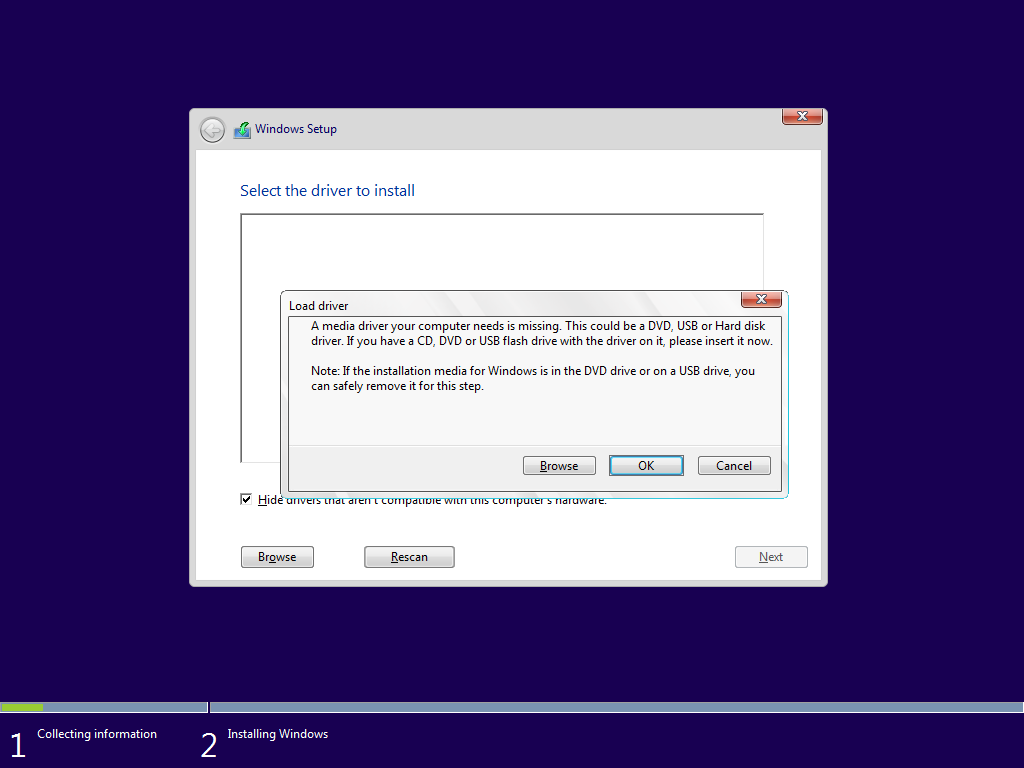 Windows Setup
Select the driver to install
Load driver
A media driver your computer needs is missing. This could be a DVD, USB or Hard disk
driver. If you have a CD, DVD or USB flash drive with the driver on it, please insert it now.
Note: If the installation media for Windows is in the DVD drive or on a USB drive, you
can safely remove it for this step.
Browse OK Cancel
Hide drivers that aren't compatible with this computer's hardware.
Browse Rescan Next
1 Collecting information 2 Installing Windows